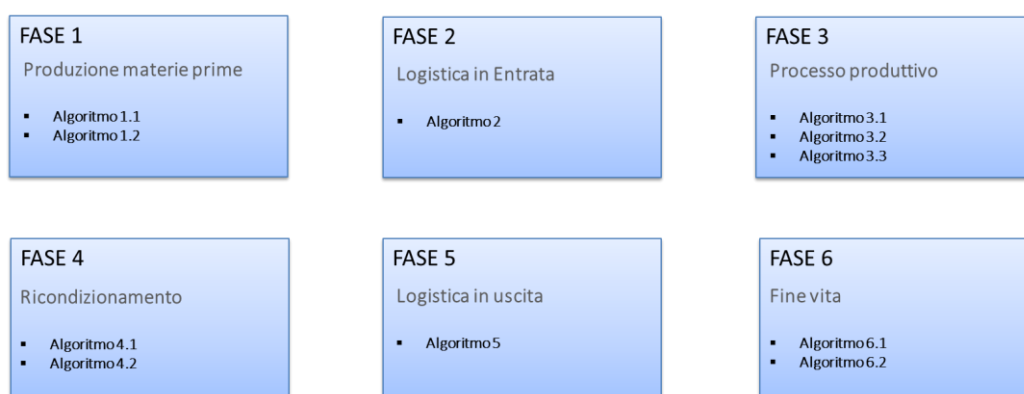 FASE 1
Produzione materie prime
▪ Algoritmo 1.1
▪ Algoritmo 1.2
FASE 2
Logistica in Entrata
▪ Algoritmo 2
FASE 3
Processo produttivo
▪ Algoritmo 3.1
▪ Algoritmo 3.2
▪ Algoritmo 3.3
FASE 4
Ricondizionamento
▪ Algoritmo 4.1
▪ Algoritmo 4.2
FASE 5
Logistica in uscita
▪ Algoritmo 5
FASE 6
Fine vita
▪ Algoritmo 6.1
▪ Algoritmo 6.2